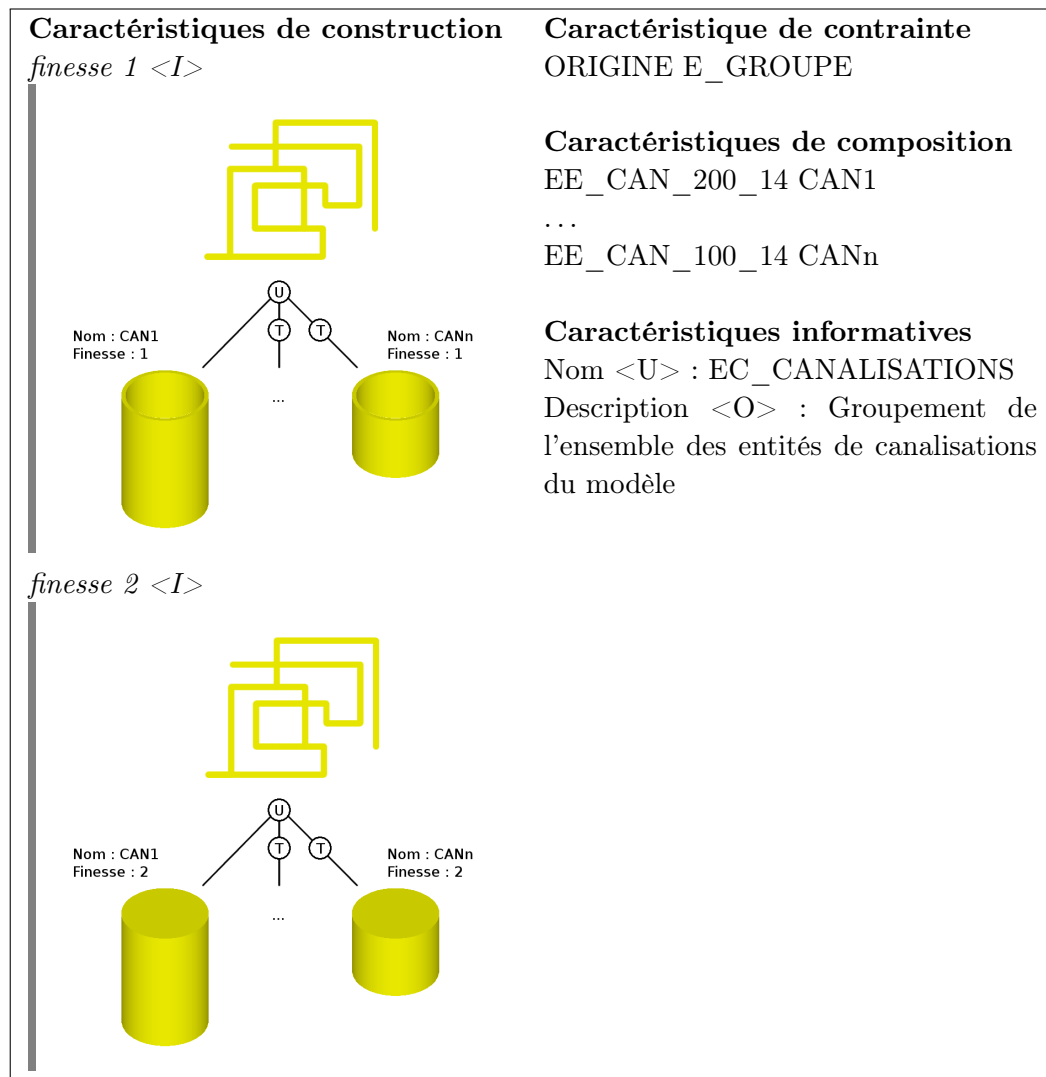 Caractéristiques de construction
finesse 1 <I>
U
T
T
Nom : CAN1
Finesse : 1
Nom : CANn
Finesse : 1
...
finesse 2 <I>
U
T
T
Nom : CAN1
Finesse : 2
Nom : CANn
Finesse : 2
...
Caractéristique de contrainte
ORIGINE E_GROUPE
Caractéristiques de composition
EE_CAN_200_14 CAN1
...
EE_CAN_100_14 CANn
Caractéristiques informatives
Nom <U> : EC_CANALISATIONS
Description <O> : Groupement de
l'ensemble des entités de canalisations
du modèle